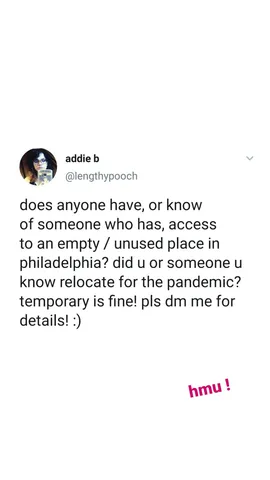 addie b
@lengthypooch
does anyone have, or know
of someone who has, access
to an empty / unused place in
philadelphia? did u or someone u
know relocate for the pandemic?
temporary is fine! pls dm me for
details! :)
hmu !